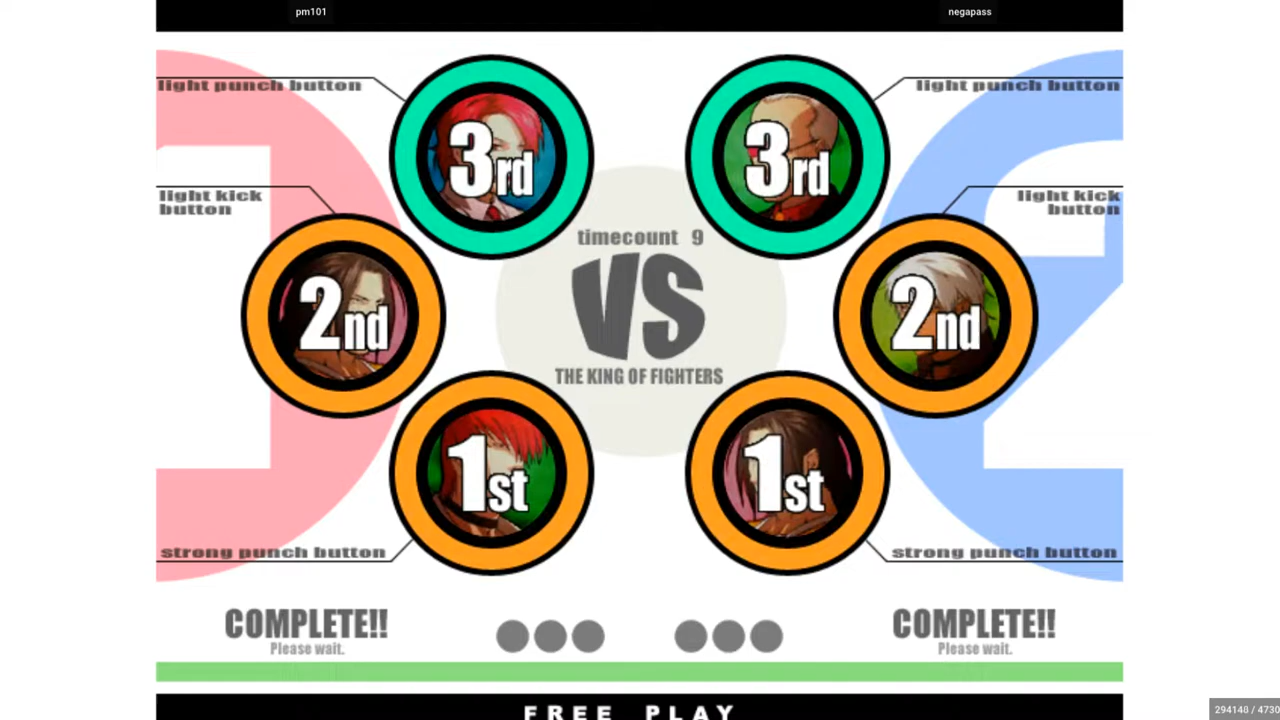 pm101
negapass
light punch button
light punch button
3rd
3rd
light kick
button
light kick
button
timecount 9
VS
THE KING OF FIGHTERS
2nd
2nd
1st
1st
strong punch button
strong punch button
COMPLETE!!
Please wait.
COMPLETE!!
Please wait.
FREE PLAY
294148 / 4730